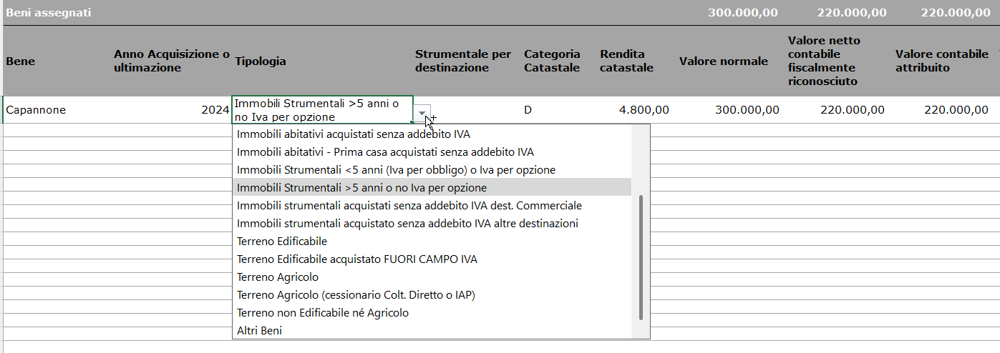 Beni assegnati 300.000,00 220.000,00 220.000,00
Bene
Anno Acquisizione o
ultimazione
Tipologia
Strumentale per
destinazione
Categoria
Catastale
Rendita
catastale
Valore normale
Valore netto
contabile
fiscalmente
riconosciuto
Valore contabile
attribuito
Capannone
2024
Immobili Strumentali >5 anni o
no Iva per opzione
D
4.800,00
300.000,00
220.000,00
220.000,00
Immobili abitativi acquistati senza addebito IVA
Immobili abitativi - Prima casa acquistati senza addebito IVA
Immobili Strumentali <5 anni (Iva per obbligo) o Iva per opzione
Immobili Strumentali >5 anni o no Iva per opzione
Immobili strumentali acquistati senza addebito IVA dest. Commerciale
Immobili strumentali acquistato senza addebito IVA altre destinazioni
Terreno Edificabile
Terreno Edificabile acquistato FUORI CAMPO IVA
Terreno Agricolo
Terreno Agricolo (cessionario Colt. Diretto o IAP)
Terreno non Edificabile né Agricolo
Altri Beni